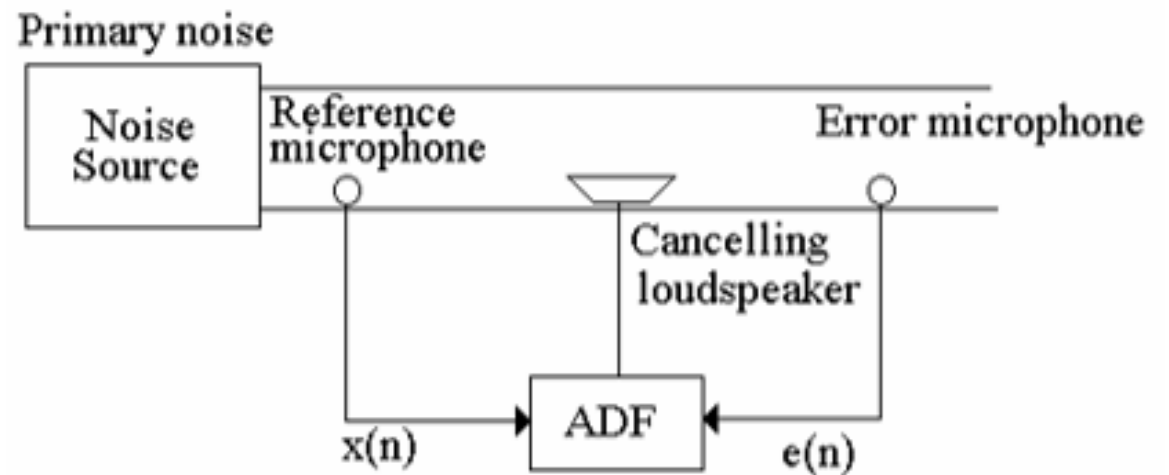 Primary noise
Noise
Source
Reference
microphone
Error microphone
Cancelling
loudspeaker
ADF
x(n)
e(n)